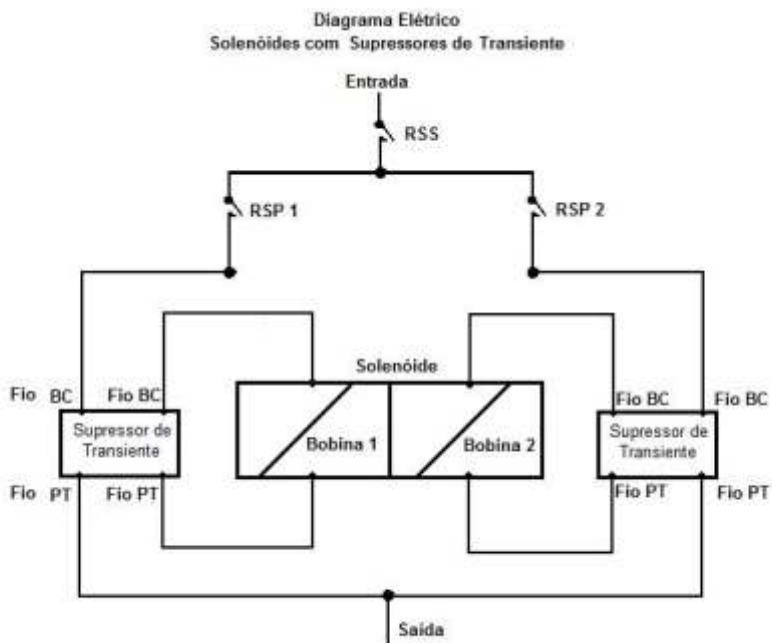 Diagrama Elétrico
Solenóides com Supressores de Transiente
Entrada
RSS
RSP 1
RSP 2
Solenóide
Fio BC
Fio BC
Fio BC
Fio BC
Supressor de
Transiente
Bobina 1
Bobina 2
Supressor de
Transiente
Fio PT
Fio PT
Fio PT
Fio PT
Saída